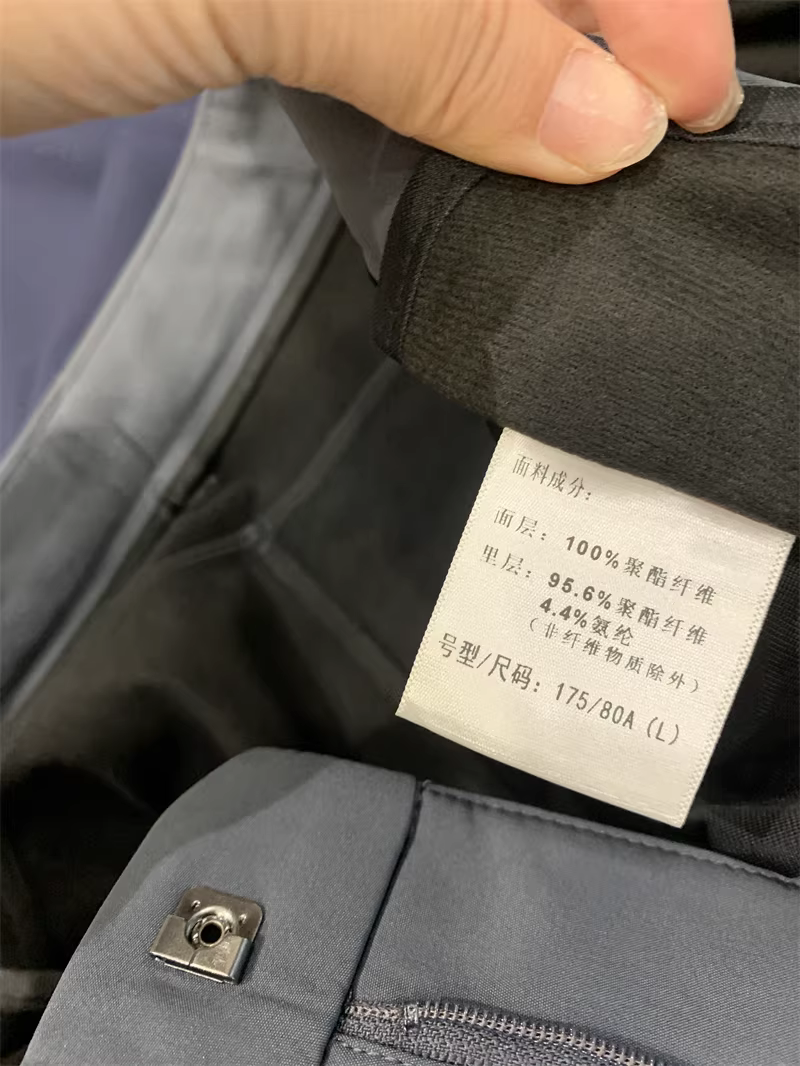 面料成分：
面层：100%聚酯纤维
里层：95.6%聚酯纤维
4.4%氨纶
（非纤维物质除外）
号型/尺码：175/80A（L）